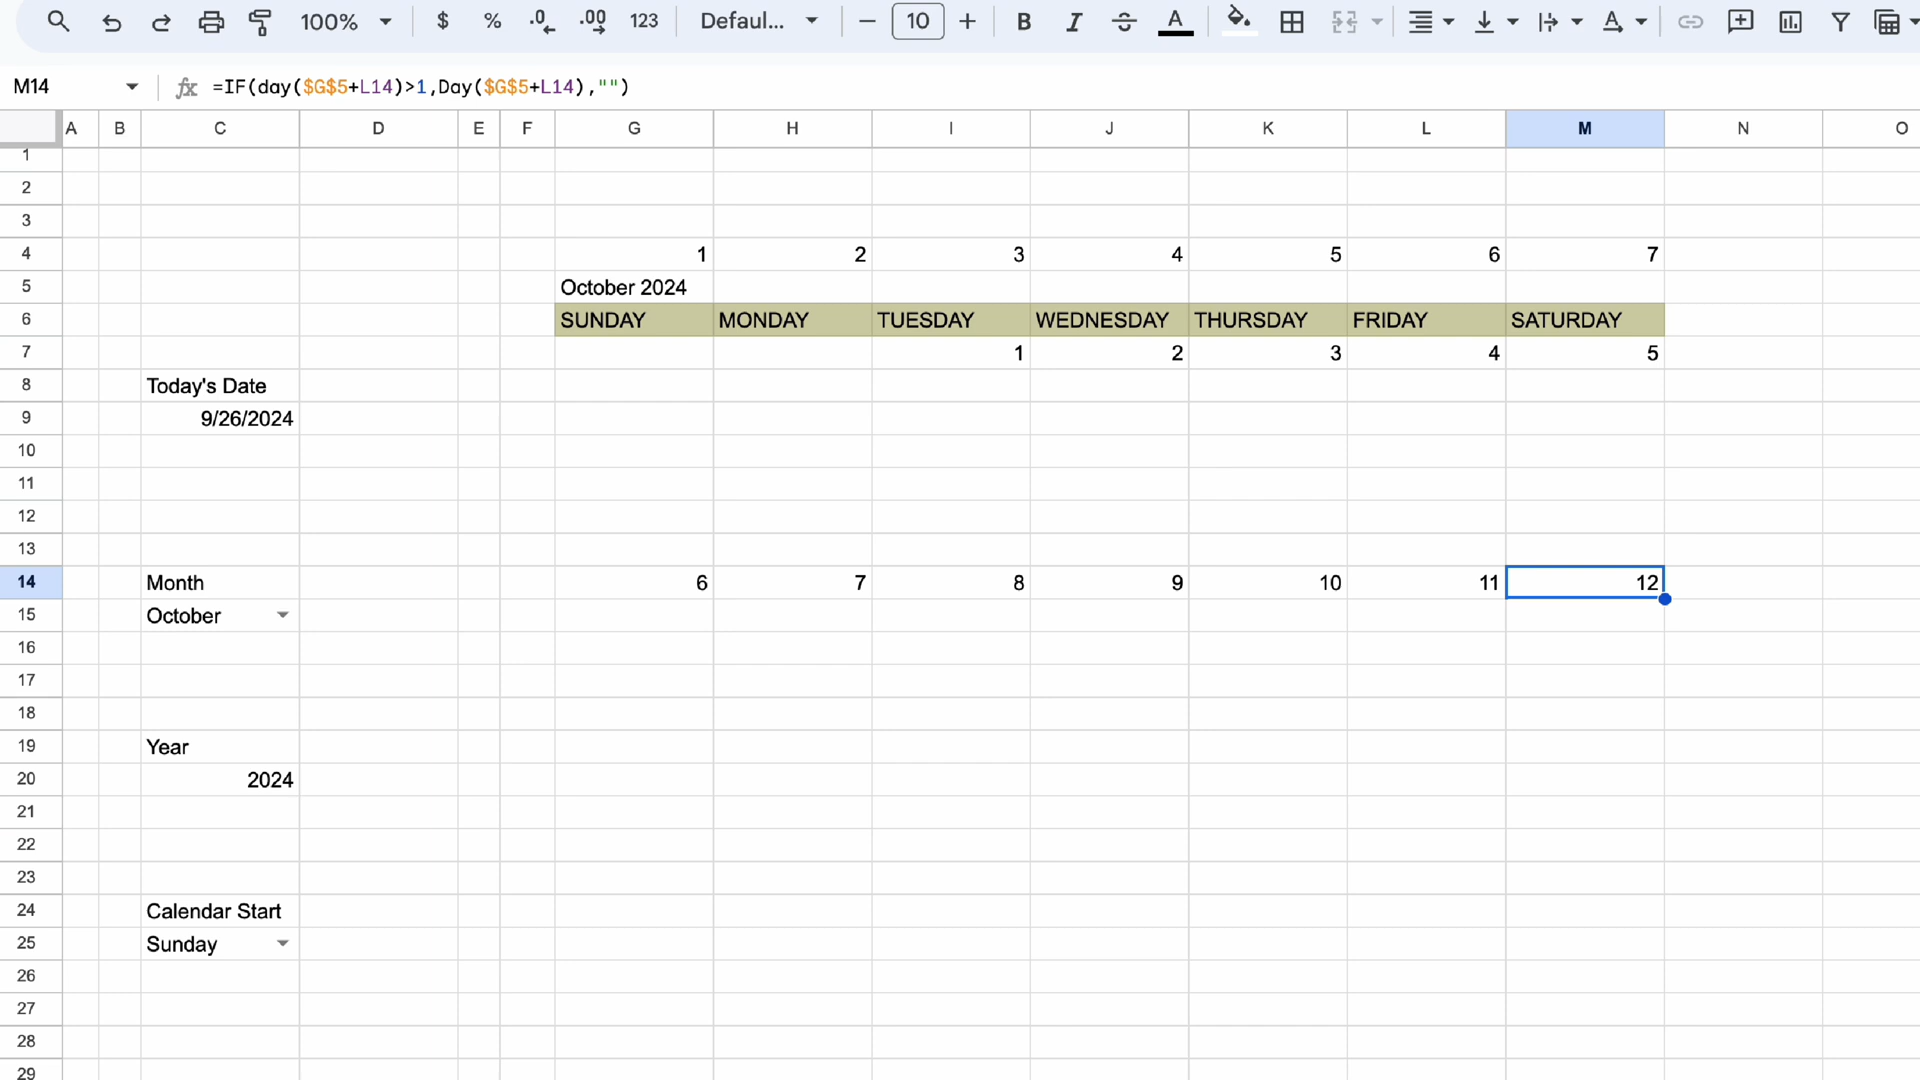 100% $ % .0 .00 123 Defaul... 10 B I S A A
M14 fx =IF(day($G$5+L14)>1,Day($G$5+L14),"")
A B C D E F G H I J K L M N O
1
2
3
4 1 2 3 4 5 6 7
5 October 2024
6 SUNDAY MONDAY TUESDAY WEDNESDAY THURSDAY FRIDAY SATURDAY
7 1 2 3 4 5
8 Today's Date
9 9/26/2024
10
11
12
13
14 Month 6 7 8 9 10 11 12
15 October
16
17
18
19 Year
20 2024
21
22
23
24 Calendar Start
25 Sunday
26
27
28
29